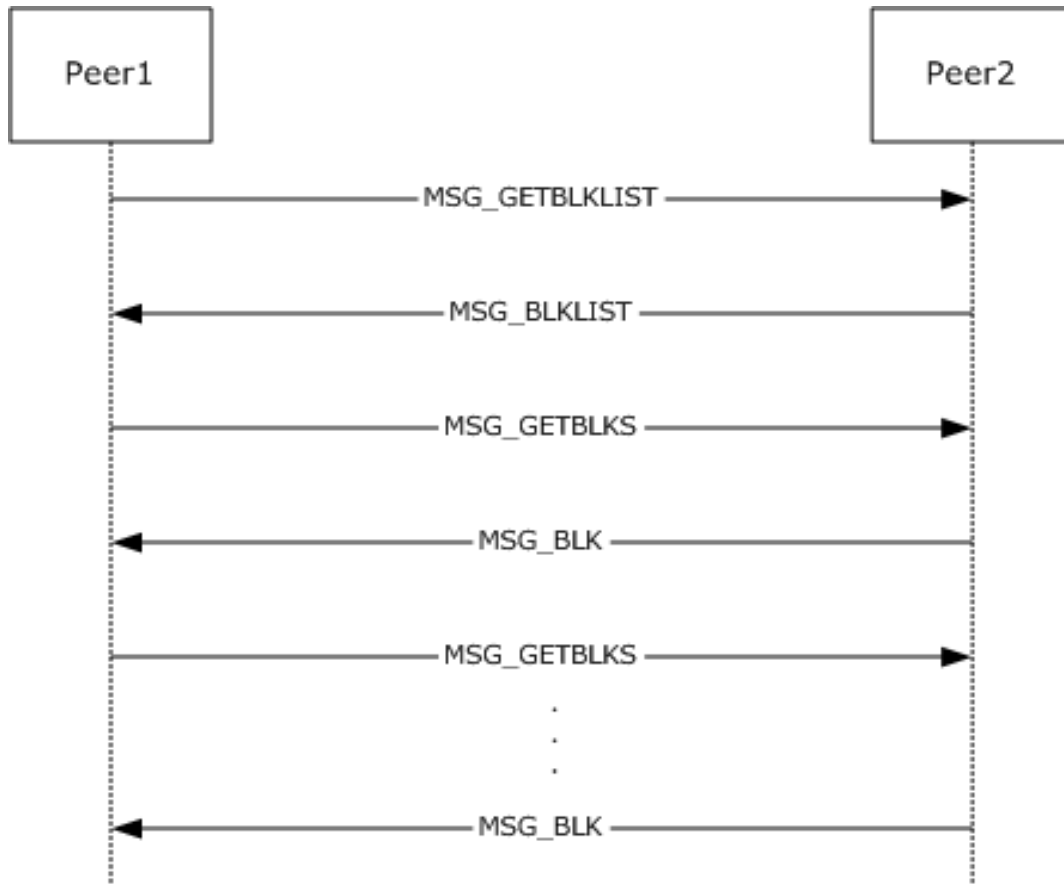 Peer1
Peer2
MSG_GETBLKLIST
MSG_BLKLIST
MSG_GETBLKS
MSG_BLK
MSG_GETBLKS
.
.
.
MSG_BLK